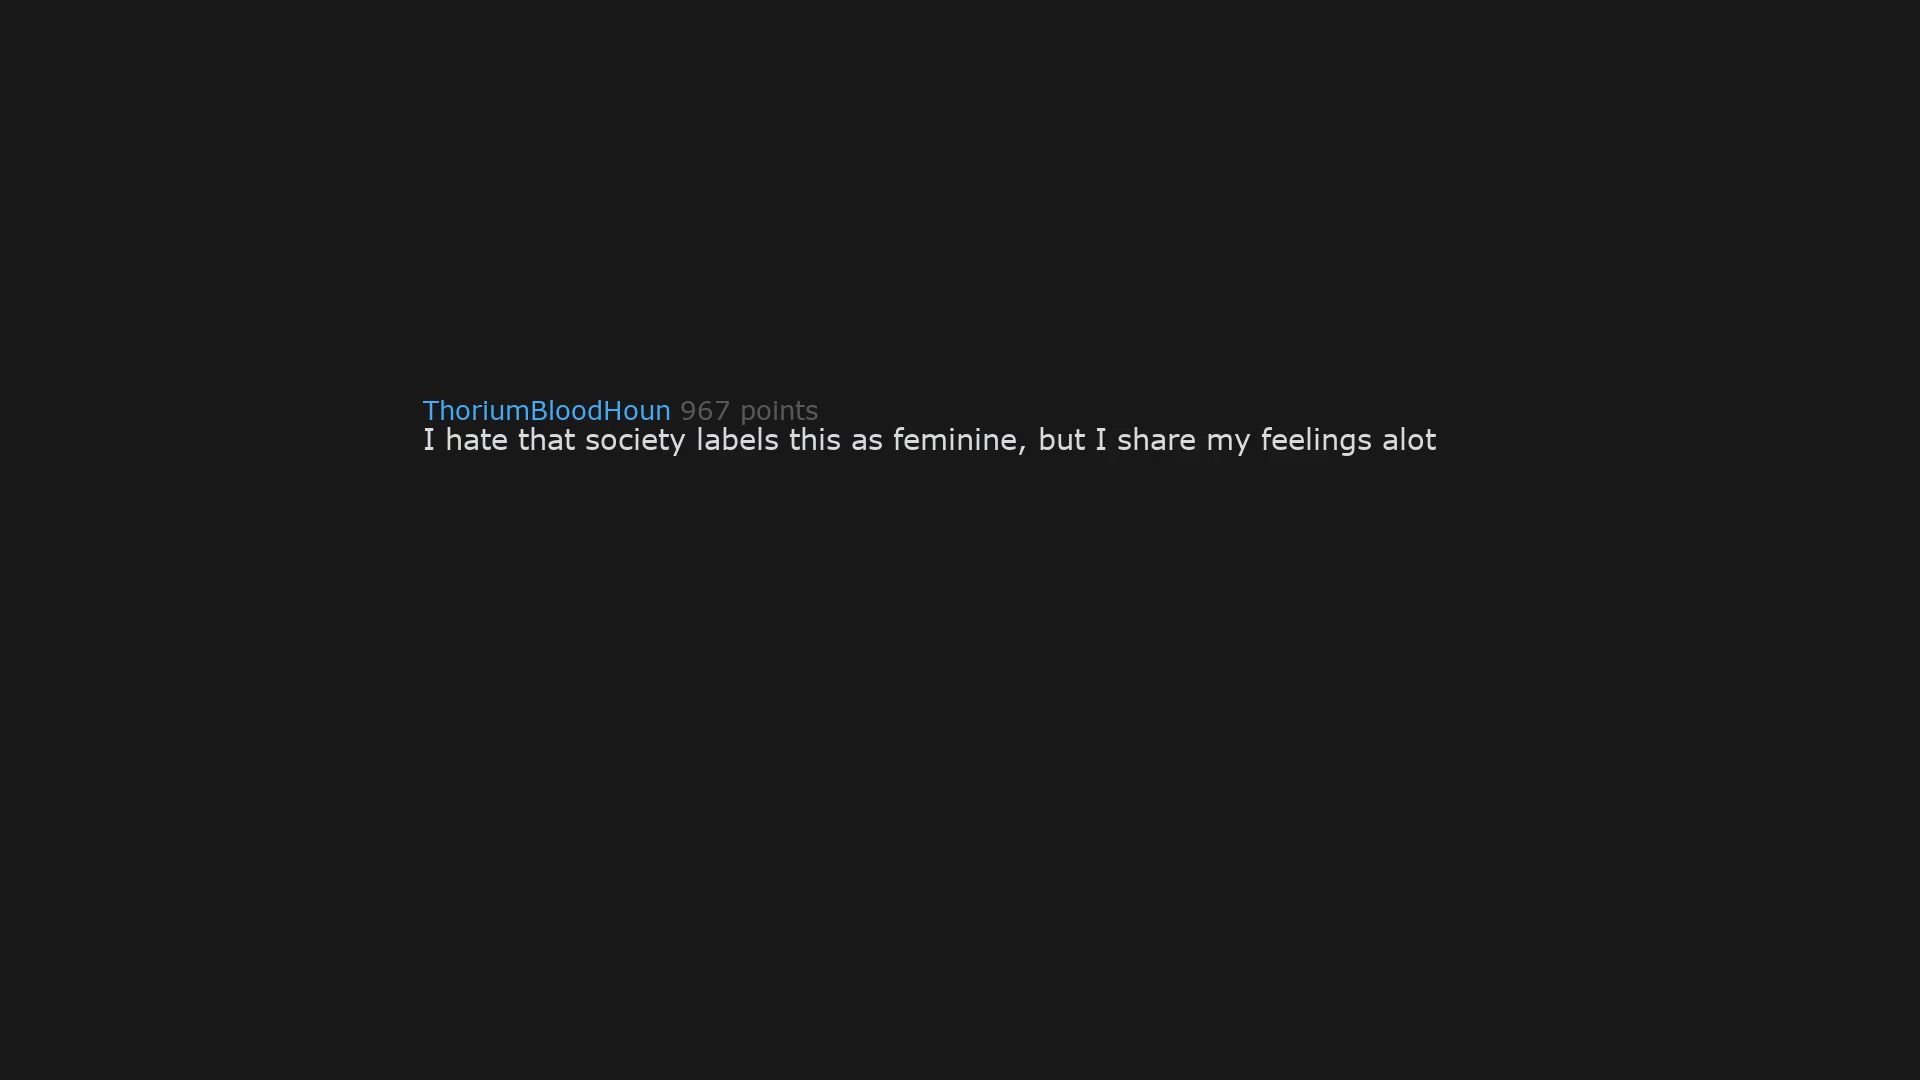 ThoriumBloodHoun 967 points
I hate that society labels this as feminine, but I share my feelings alot